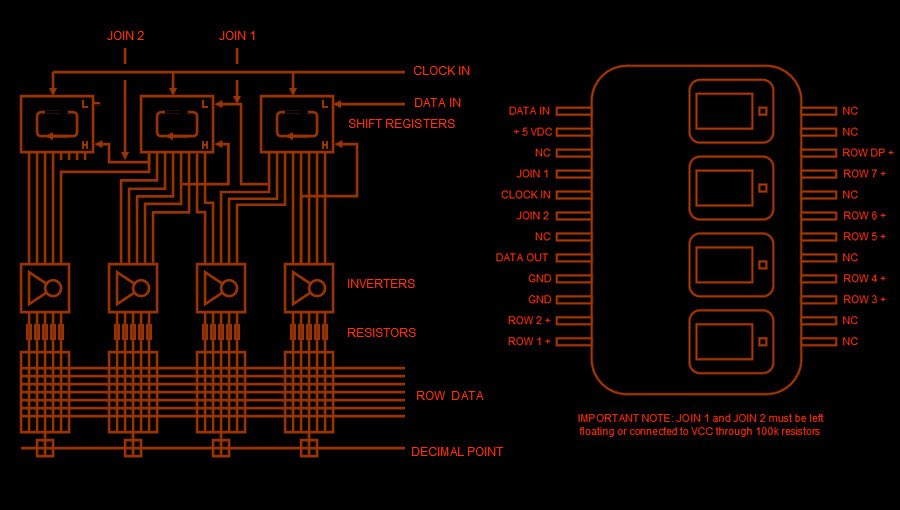 JOIN 2
JOIN 1
CLOCK IN
DATA IN
SHIFT REGISTERS
L
L
L
H
H
H
INVERTERS
RESISTORS
ROW DATA
DECIMAL POINT
DATA IN
+ 5 VDC
NC
JOIN 1
CLOCK IN
JOIN 2
NC
DATA OUT
GND
GND
ROW 2 +
ROW 1 +
NC
NC
ROW DP +
ROW 7 +
NC
ROW 6 +
ROW 5 +
NC
ROW 4 +
ROW 3 +
NC
NC
IMPORTANT NOTE: JOIN 1 and JOIN 2 must be left
floating or connected to VCC through 100k resistors